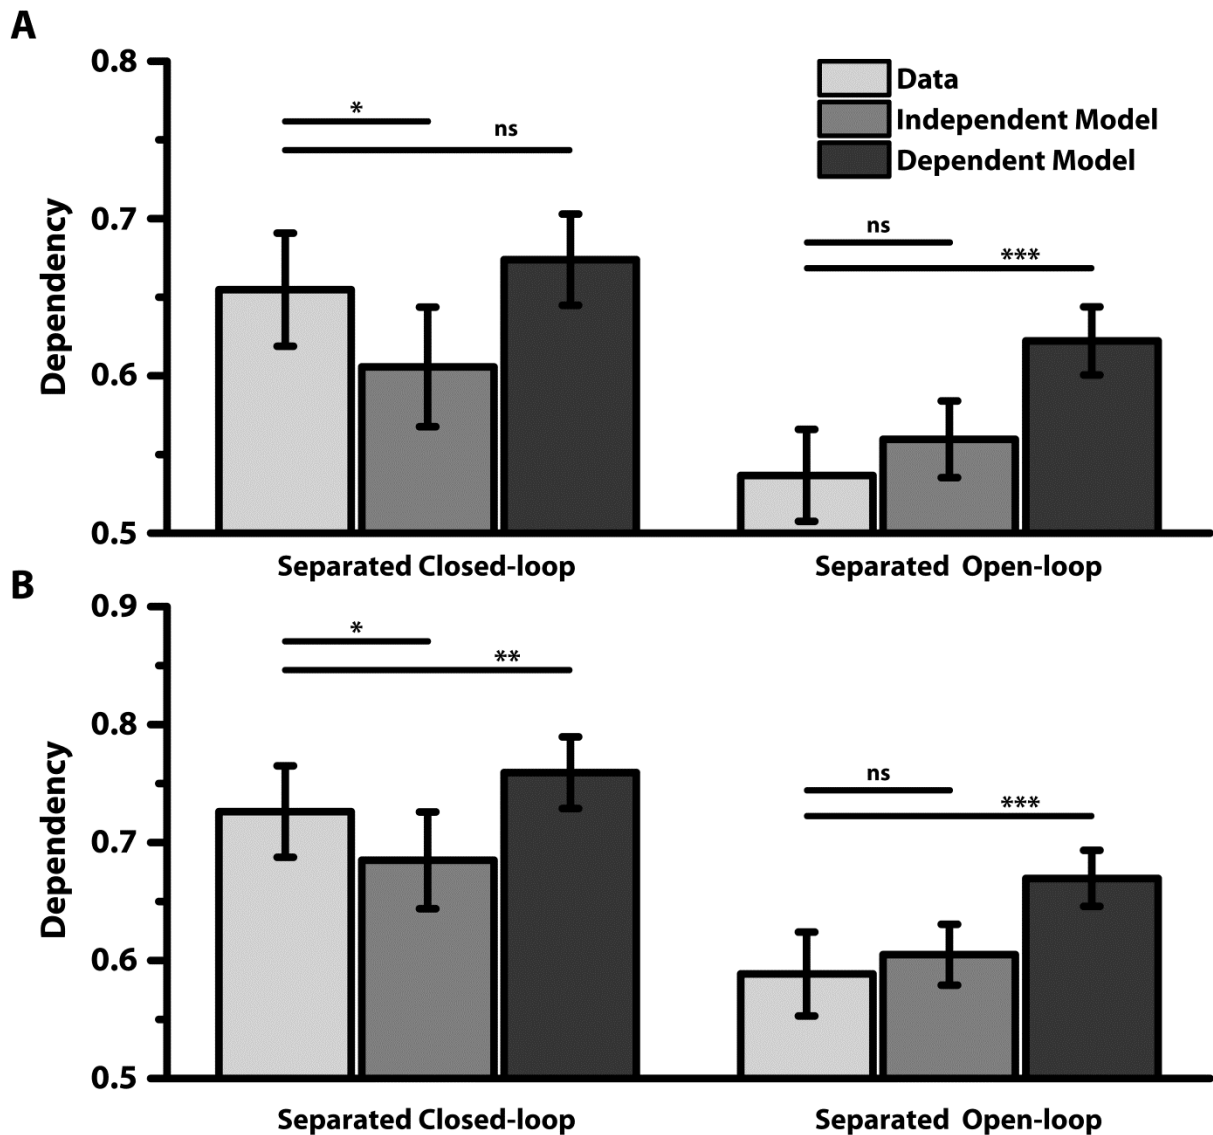 A
0.8
0.7
0.6
0.5
Dependency
*
ns
Data
Independent Model
Dependent Model
ns
***
Separated Closed-loop
Separated Open-loop
B
0.9
0.8
0.7
0.6
0.5
Dependency
*
**
ns
***
Separated Closed-loop
Separated Open-loop